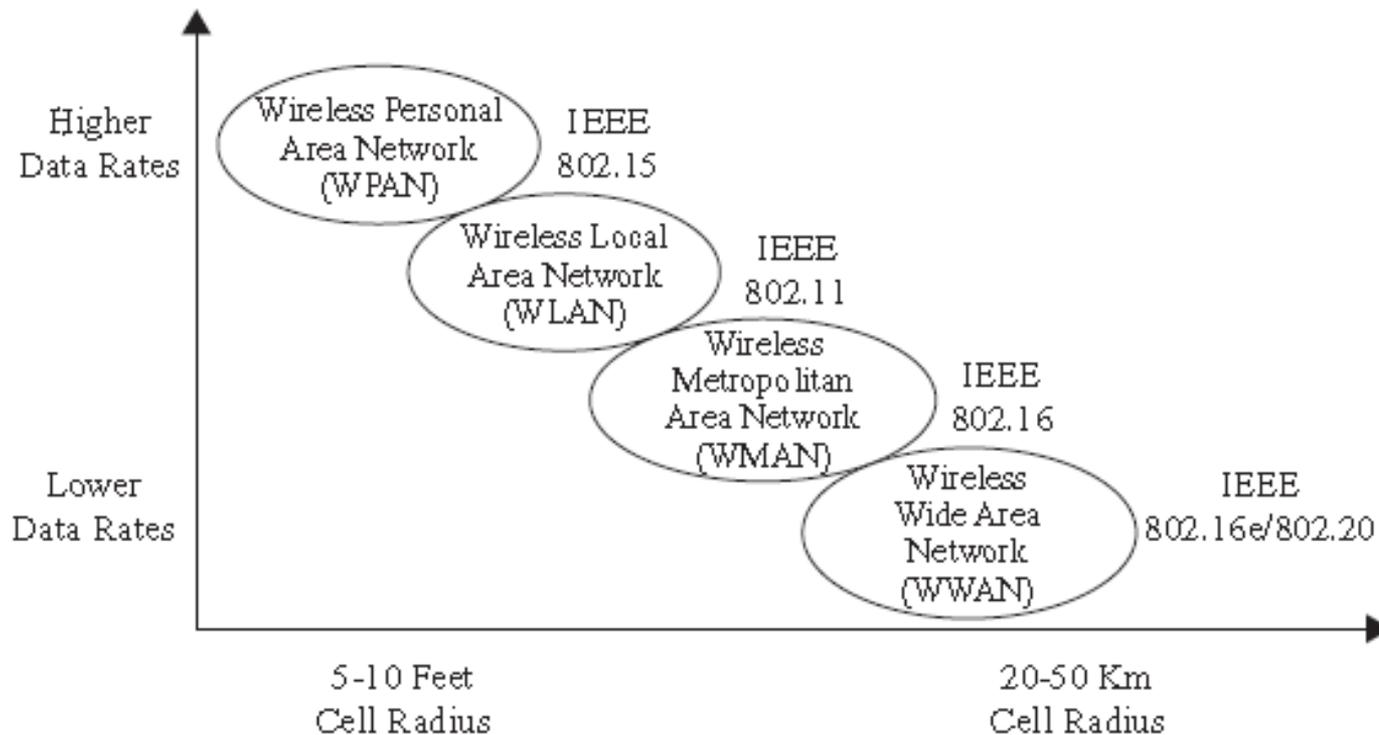 Higher
Data Rates
Wireless Personal
Area Network
(WPAN)
IEEE
802.15
Wireless Local
Area Network
(WLAN)
IEEE
802.11
Wireless
Metropolitan
Area Network
(WMAN)
IEEE
802.16
Lower
Data Rates
Wireless
Wide Area
Network
(WWAN)
IEEE
802.16e/802.20
5-10 Feet
Cell Radius
20-50 Km
Cell Radius